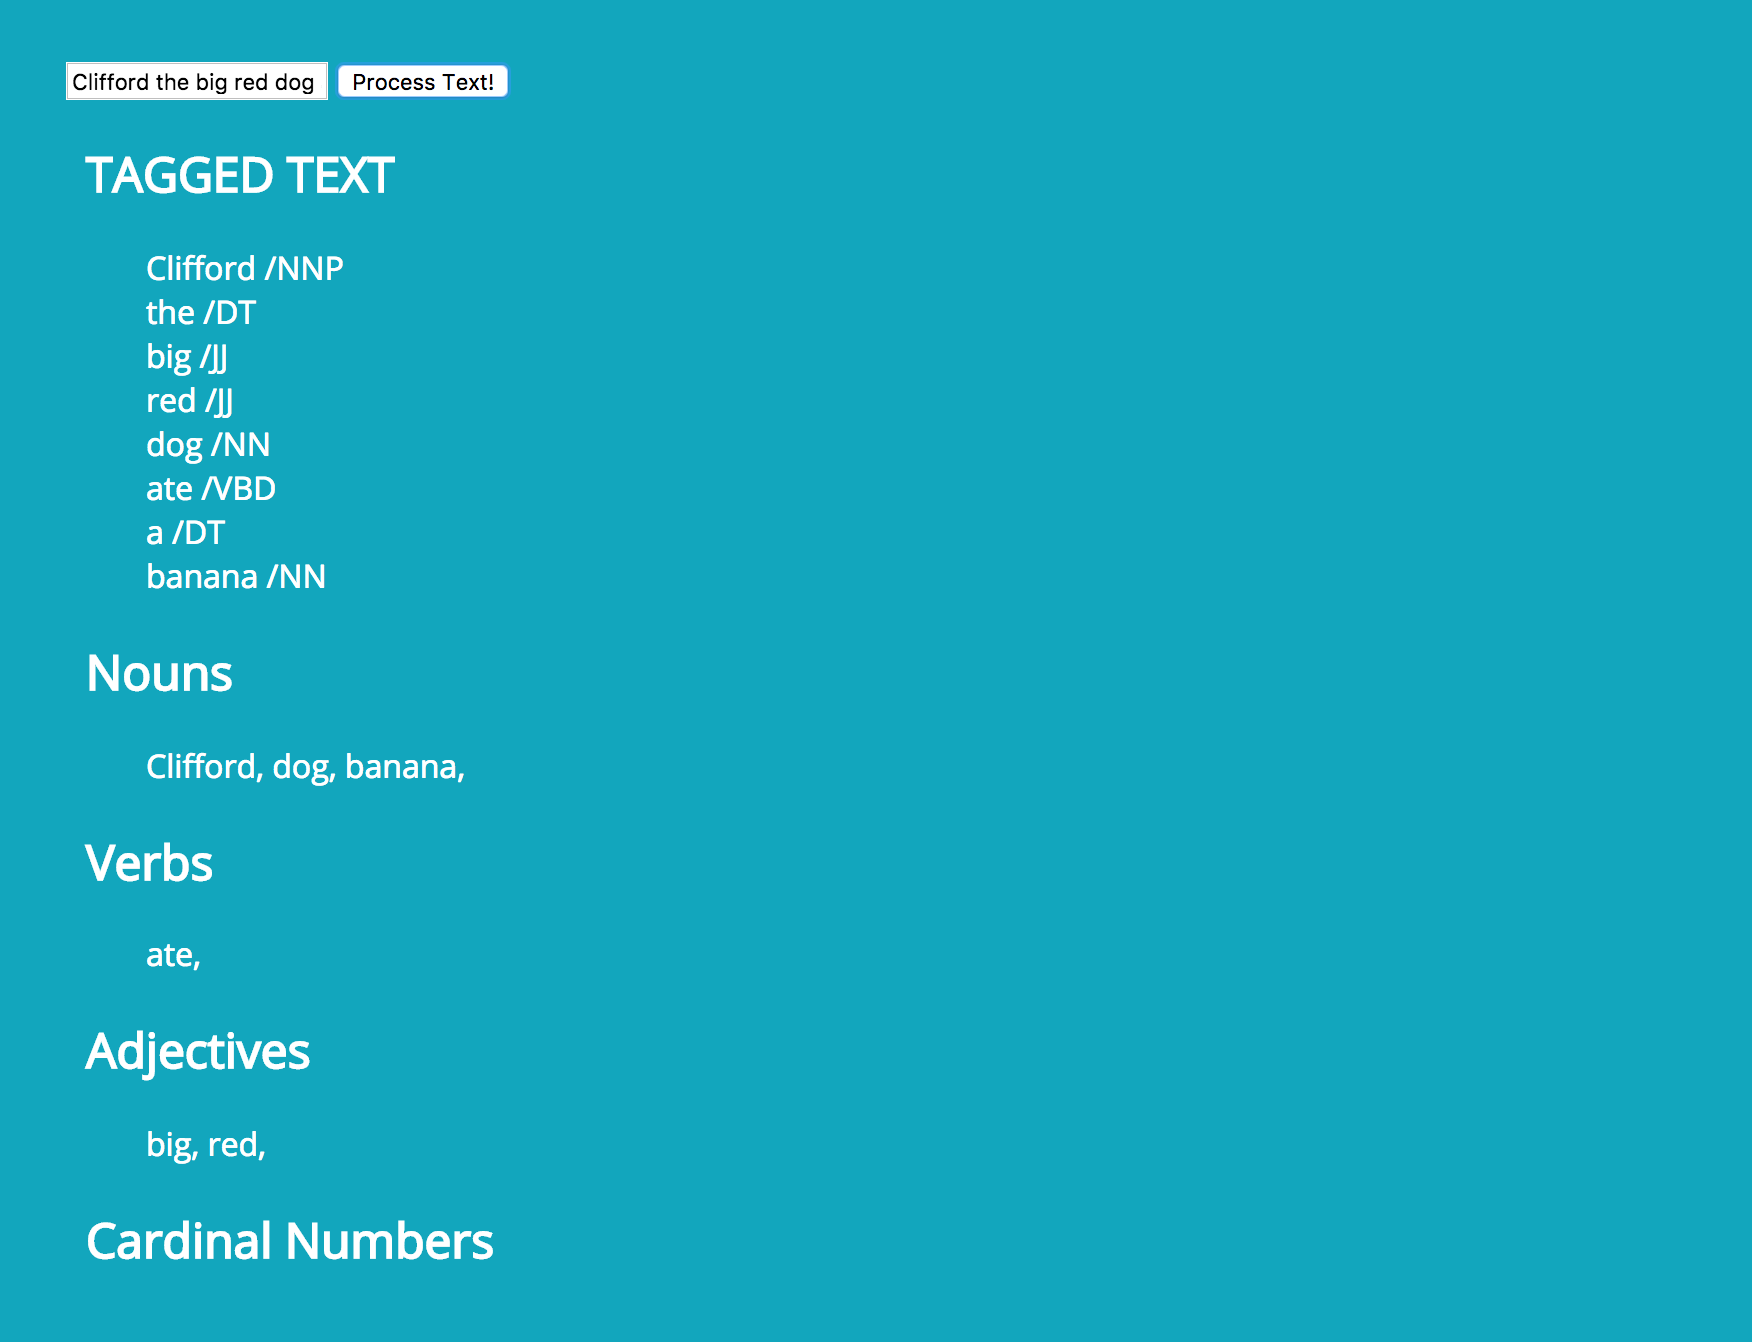 Clifford the big red dog Process Text!
TAGGED TEXT
Clifford /NNP
the /DT
big /JJ
red /JJ
dog /NN
ate /VBD
a /DT
banana /NN
Nouns
Clifford, dog, banana,
Verbs
ate,
Adjectives
big, red,
Cardinal Numbers